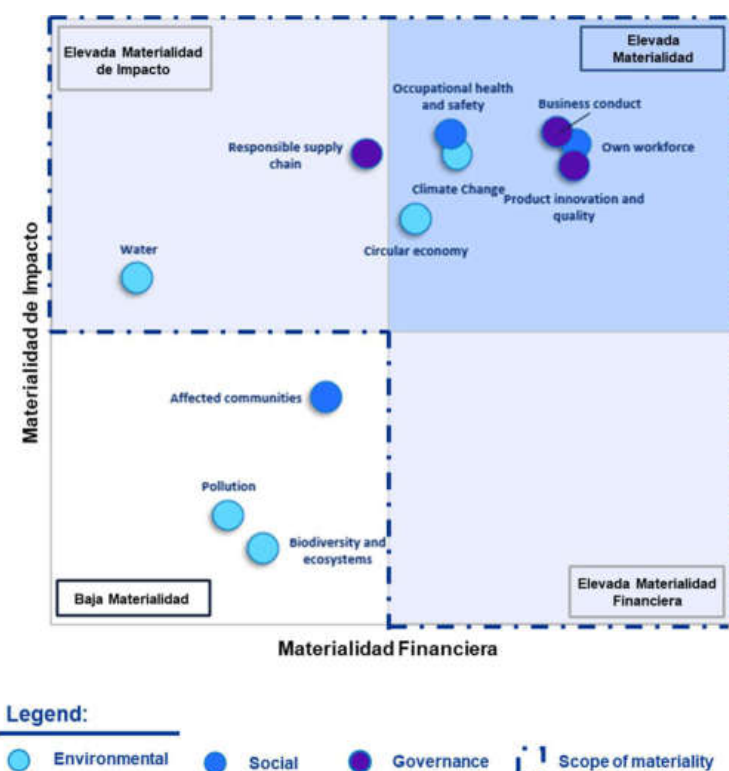 Elevada Materialidad
de Impacto
Elevada
Materialidad
Occupational health
and safety
Business conduct
Responsible supply
chain
Own workforce
Climate Change
Product innovation and
quality
Water
Circular economy
Materialidad de Impacto
Affected communities
Pollution
Biodiversity and
ecosystems
Baja Materialidad
Elevada Materialidad
Financiera
Materialidad Financiera
Legend:
Environmental
Social
Governance
Scope of materiality